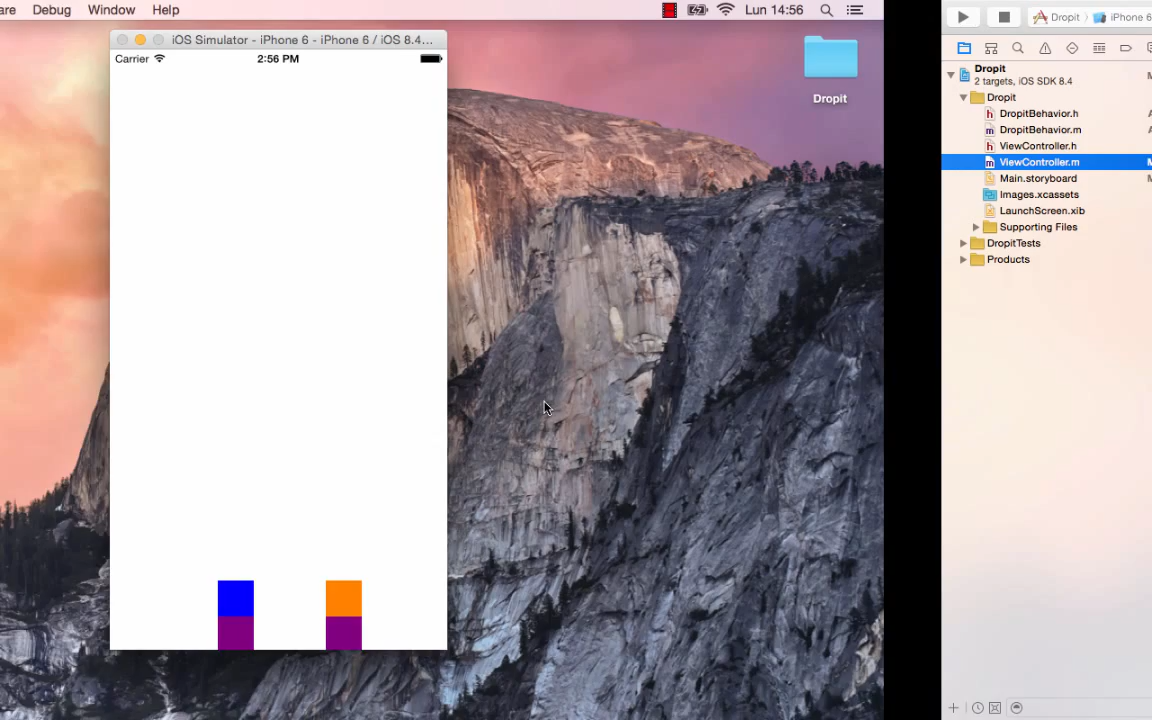 are Debug Window Help Lun 14:56
iOS Simulator - iPhone 6 - iPhone 6 / iOS 8.4...
Carrier 2:56 PM
Dropit
Dropit iPhone 6
Dropit
2 targets, iOS SDK 8.4
M
Dropit
DropitBehavior.h A
DropitBehavior.m A
ViewController.h
ViewController.m M
Main.storyboard M
Images.xcassets
LaunchScreen.xib
Supporting Files
DropitTests
Products